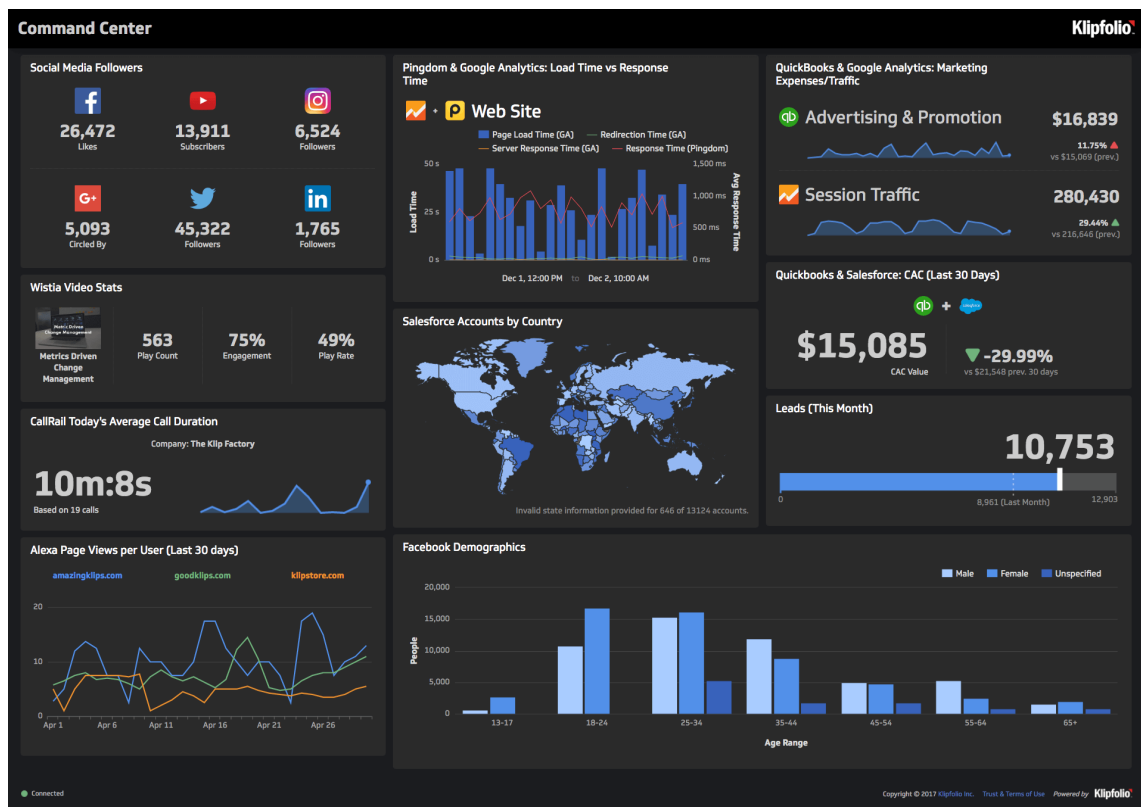 Command Center
Klipfolio
Social Media Followers
26,472
Likes
13,911
Subscribers
6,524
Followers
G+
5,093
Circled By
45,322
Followers
in
1,765
Followers
Wistia Video Stats
Metrics Driven
Change Management
Metrics Driven
Change
Management
563
Play Count
75%
Engagement
49%
Play Rate
CallRail Today's Average Call Duration
Company: The Klip Factory
10m:8s
Based on 19 calls
Alexa Page Views per User (Last 30 days)
amazingklips.com
goodklips.com
klipstore.com
20
10
0
Apr 1
Apr 6
Apr 11
Apr 16
Apr 21
Apr 26
Pingdom & Google Analytics: Load Time vs Response
Time
+ Web Site
Page Load Time (GA)
Redirection Time (GA)
Server Response Time (GA)
Response Time (Pingdom)
50 s
25 s
0 s
Load Time
1,500 ms
1,000 ms
500 ms
0 ms
Avg Response Time
Dec 1, 12:00 PM to Dec 2, 10:00 AM
Salesforce Accounts by Country
Invalid state information provided for 646 of 13124 accounts.
QuickBooks & Google Analytics: Marketing
Expenses/Traffic
qb
Advertising & Promotion
$16,839
11.75%
vs $15,069 (prev.)
Session Traffic
280,430
29.44%
vs 216,646 (prev.)
Quickbooks & Salesforce: CAC (Last 30 Days)
qb +
$15,085
CAC Value
-29.99%
vs $21,548 prev. 30 days
Leads (This Month)
10,753
0
8,961 (Last Month)
12,903
Facebook Demographics
Male
Female
Unspecified
20,000
15,000
10,000
5,000
0
People
13-17
18-24
25-34
35-44
45-54
55-64
65+
Age Range
Connected
Copyright © 2017 Klipfolio Inc. Trust & Terms of Use Powered by Klipfolio